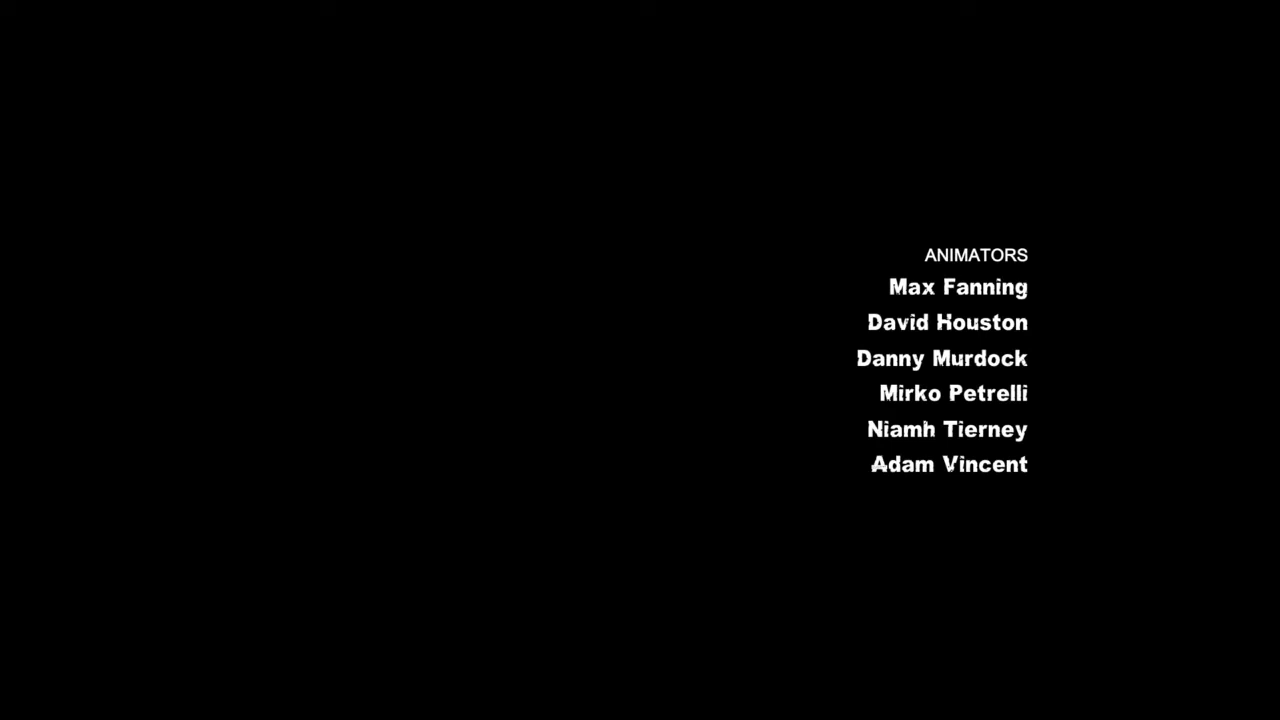 ANIMATORS
Max Fanning
David Houston
Danny Murdock
Mirko Petrelli
Niamh Tierney
Adam Vincent